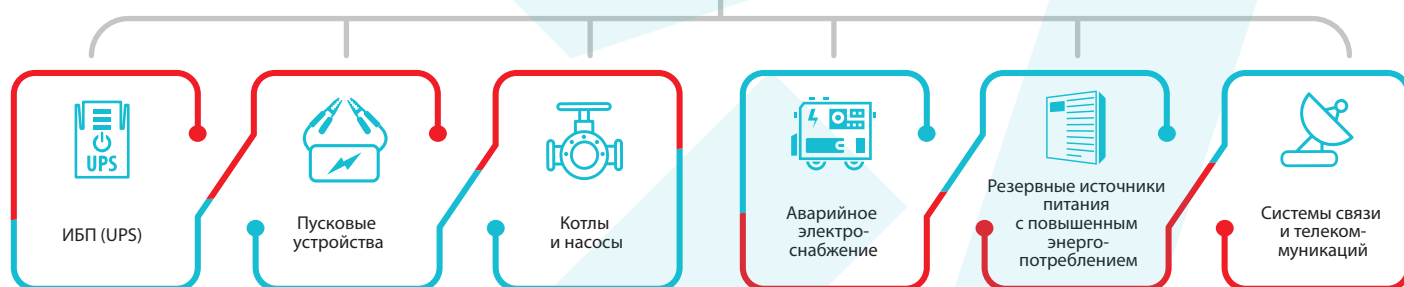 UPS
ИБП (UPS)
Пусковые
устройства
Котлы
и насосы
Аварийное
электро-
снабжение
Резервные источники
питания
с повышенным
энерго-
потреблением
Системы связи
и телеком-
муникаций